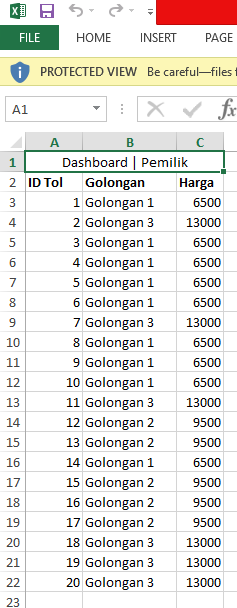 FILE HOME INSERT PAGE
PROTECTED VIEW Be careful—files
A1 fx
A B C
1 Dashboard | Pemilik
2 ID Tol Golongan Harga
3 1 Golongan 1 6500
4 2 Golongan 3 13000
5 3 Golongan 1 6500
6 4 Golongan 1 6500
7 5 Golongan 1 6500
8 6 Golongan 1 6500
9 7 Golongan 3 13000
10 8 Golongan 1 6500
11 9 Golongan 1 6500
12 10 Golongan 1 6500
13 11 Golongan 3 13000
14 12 Golongan 2 9500
15 13 Golongan 2 9500
16 14 Golongan 1 6500
17 15 Golongan 2 9500
18 16 Golongan 2 9500
19 17 Golongan 2 9500
20 18 Golongan 3 13000
21 19 Golongan 3 13000
22 20 Golongan 3 13000
23